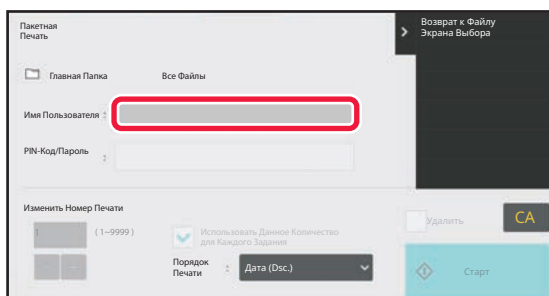 Пакетная
Печать
Возврат к Файлу
Экрана Выбора
Главная Папка
Все Файлы
Имя Пользователя :
PIN-Код/Пароль :
Изменить Номер Печати
1
( 1~9999 )
Использовать Данное Количество
для Каждого Задания
Порядок
Печати :
Дата (Dsc.)
Удалить
CA
Старт